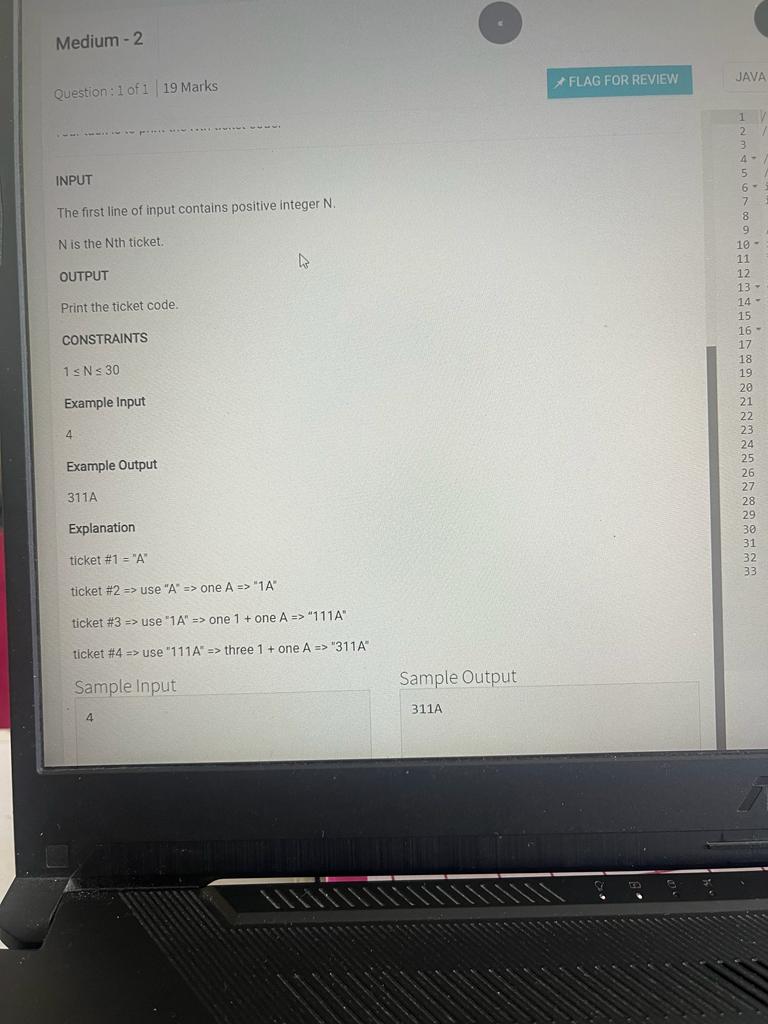 Medium - 2
Question : 1 of 1 | 19 Marks
FLAG FOR REVIEW
JAVA
INPUT
The first line of input contains positive integer N.
N is the Nth ticket.
OUTPUT
Print the ticket code.
CONSTRAINTS
1 ≤ N ≤ 30
Example Input
4
Example Output
311A
Explanation
ticket #1 = "A"
ticket #2 => use "A" => one A => "1A"
ticket #3 => use "1A" => one 1 + one A => "111A"
ticket #4 => use "111A" => three 1 + one A => "311A"
Sample Input
Sample Output
4
311A
1
2
3
4
5
6
7
8
9
10
11
12
13
14
15
16
17
18
19
20
21
22
23
24
25
26
27
28
29
30
31
32
33